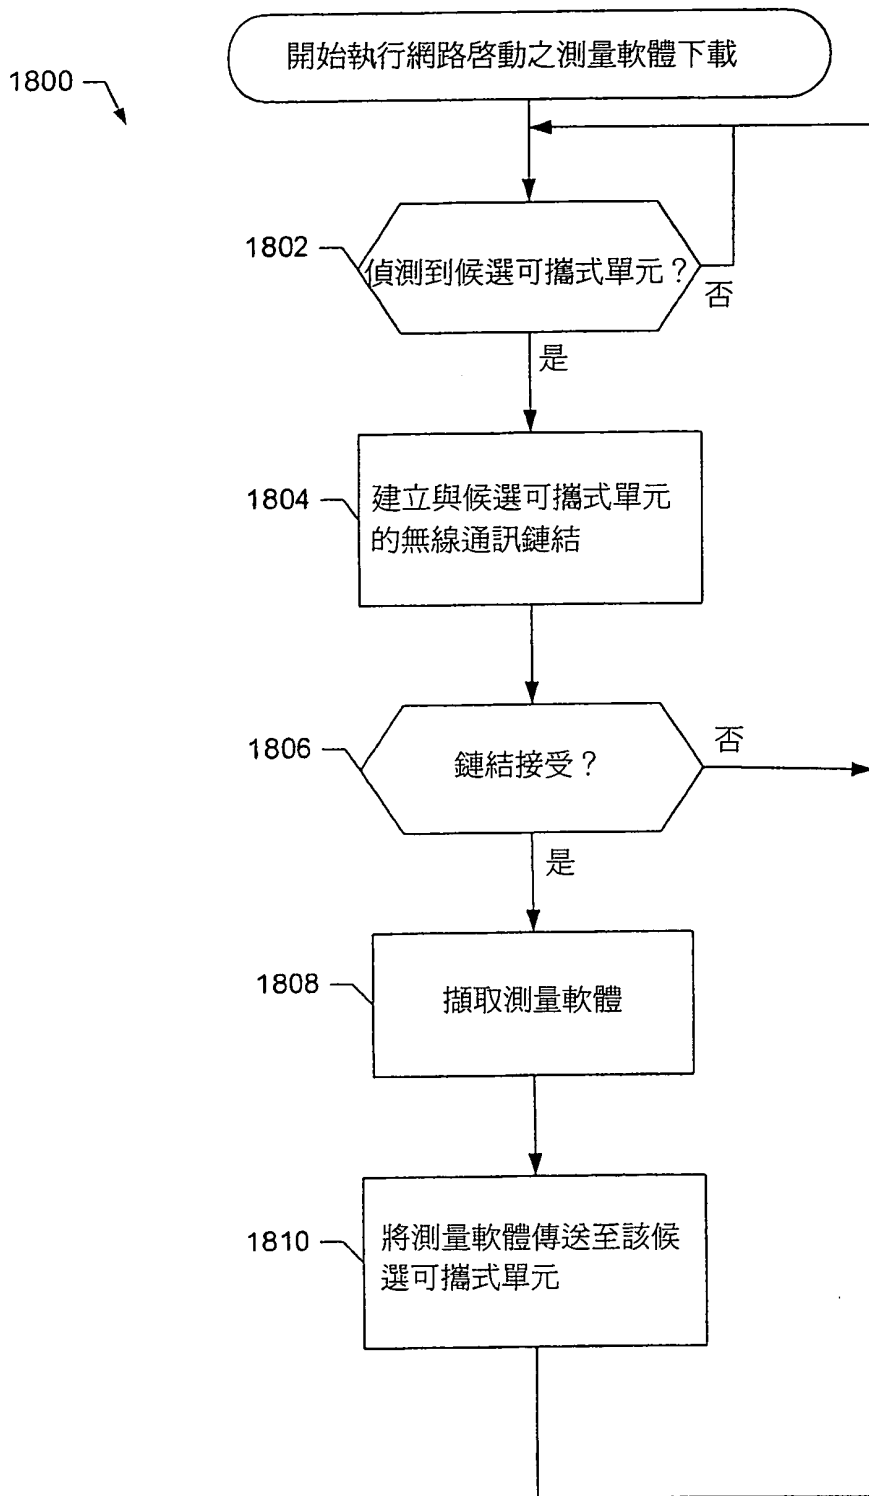 開始執行網路啓動之測量軟體下載
1800
1802
偵測到候選可攜式單元？
否
是
1804
建立與候選可攜式單元
的無線通訊鏈結
1806
鏈結接受？
否
是
1808
擷取測量軟體
1810
將測量軟體傳送至該候
選可攜式單元